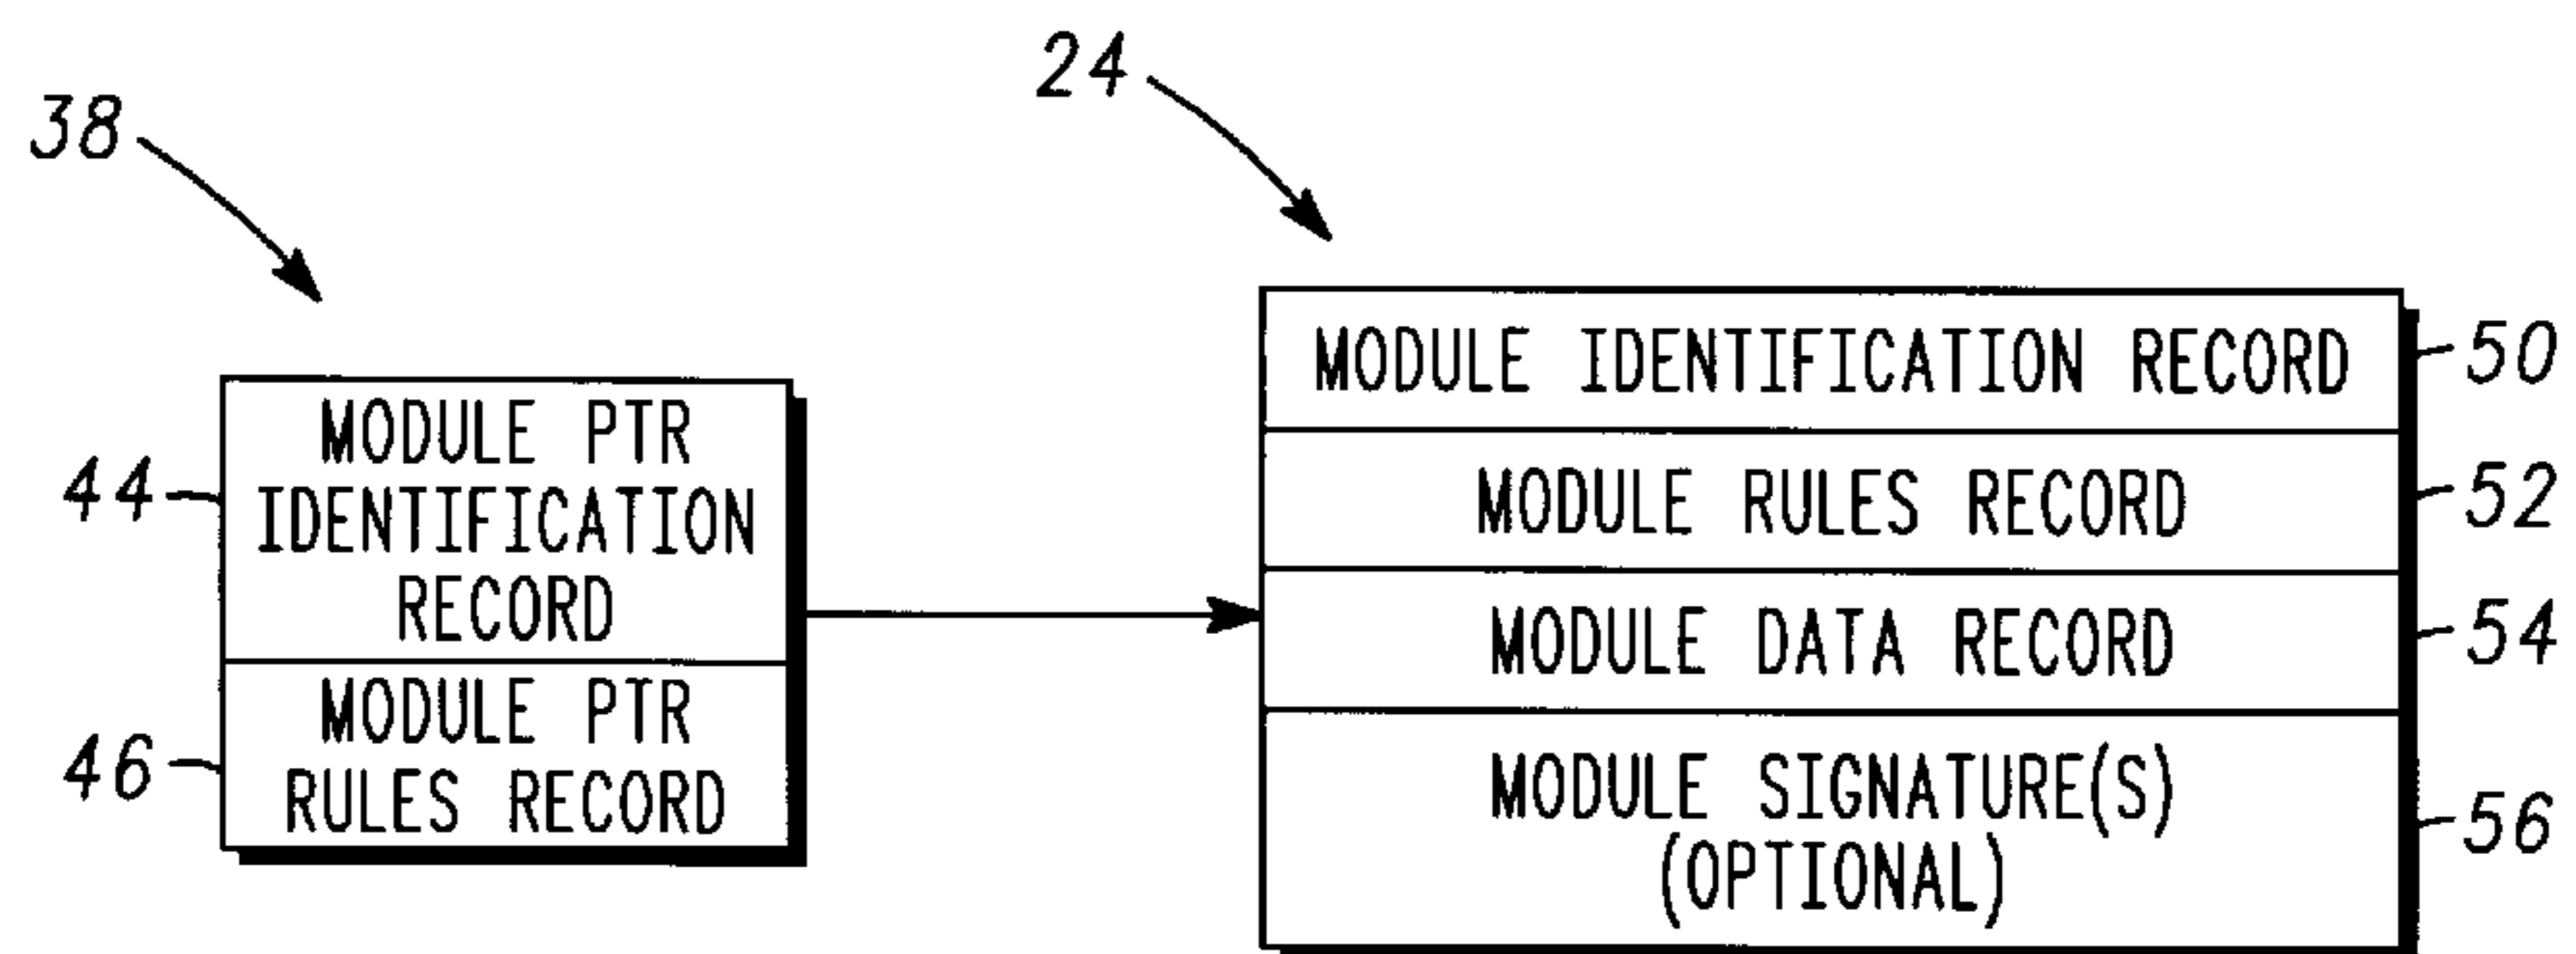 38
24
44
MODULE PTR
IDENTIFICATION
RECORD
46
MODULE PTR
RULES RECORD
MODULE IDENTIFICATION RECORD
50
MODULE RULES RECORD
52
MODULE DATA RECORD
54
MODULE SIGNATURE(S)
(OPTIONAL)
56